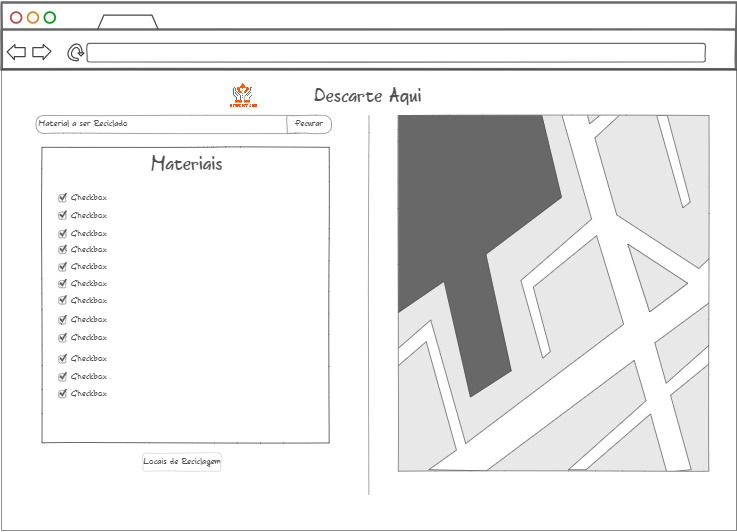 Descarte Aqui
Material a ser Reciclado
Pecurar
Materiais
Checkbox
Checkbox
Checkbox
Checkbox
Checkbox
Checkbox
Checkbox
Checkbox
Checkbox
Checkbox
Checkbox
Checkbox
Locais de Reciclagem